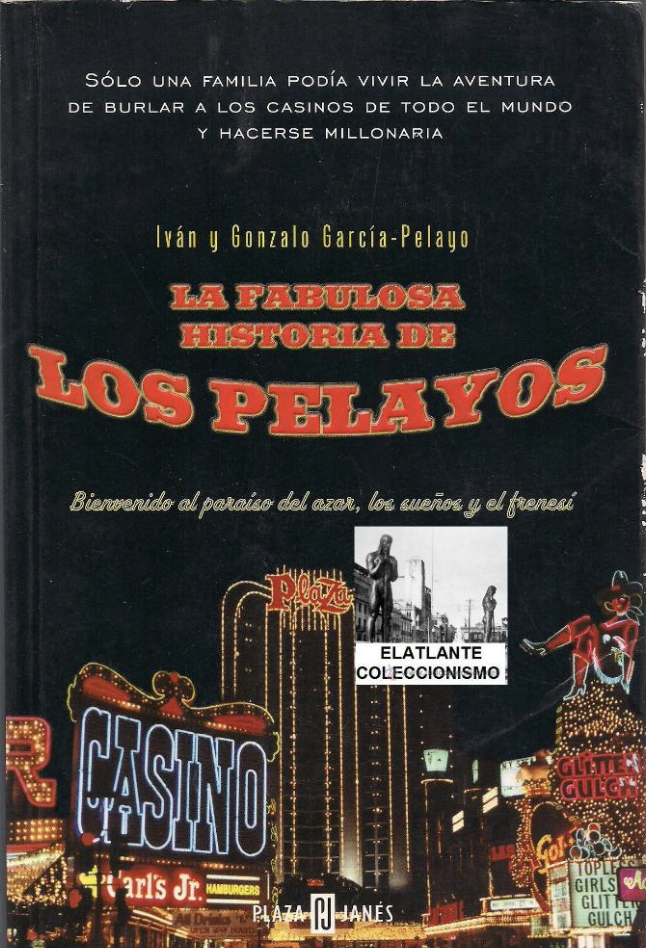 SÓLO UNA FAMILIA PODÍA VIVIR LA AVENTURA
DE BURLAR A LOS CASINOS DE TODO EL MUNDO
Y HACERSE MILLONARIA
Iván y Gonzalo García-Pelayo
LA FABULOSA
HISTORIA DE
LOS PELAYOS
Bienvenido al paraíso del azar, los sueños y el frenesí
Plaza
ELATLANTE
COLECCIONISMO
R
CASINO
GLITTER
GULCH
Carl's Jr. HAMBURGERS
Gol
TOPLESS
GIRLS
GLITTER
GULCH
PLAZA PJ JANÉS